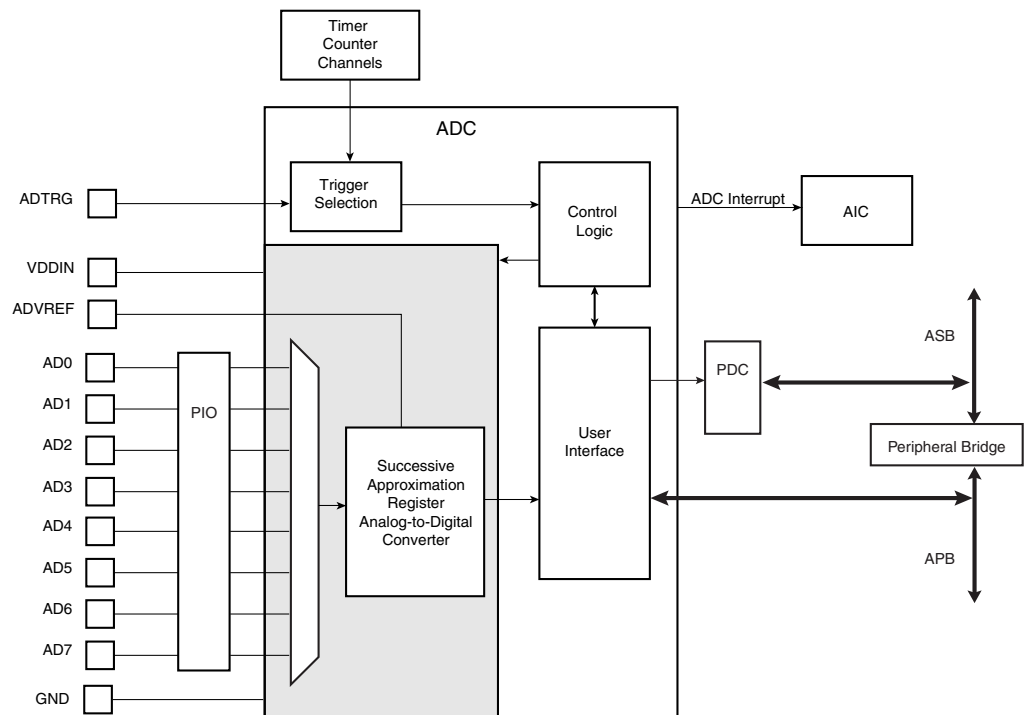 Timer
Counter
Channels
ADC
Trigger
Selection
Control
Logic
ADC Interrupt
AIC
ADTRG
VDDIN
ADVREF
AD0
AD1
AD2
AD3
AD4
AD5
AD6
AD7
GND
PIO
Successive
Approximation
Register
Analog-to-Digital
Converter
User
Interface
PDC
ASB
Peripheral Bridge
APB